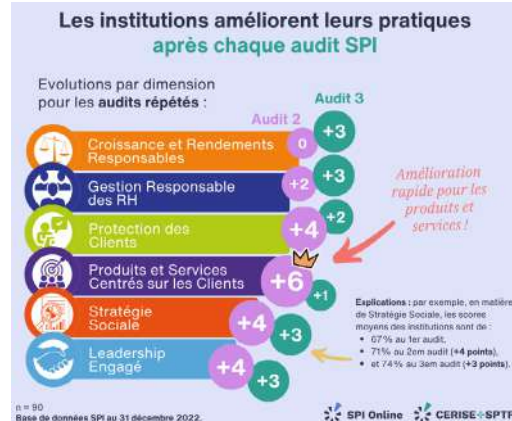 Les institutions améliorent leurs pratiques
après chaque audit SPI
Evolutions par dimension
pour les audits répétés :
Audit 2
Audit 3
Croissance et Rendements
Responsables
0
+3
Gestion Responsable
des RH
+2
+3
Protection des
Clients
+4
+2
Produits et Services
Centrés sur les Clients
+6
+1
Stratégie
Sociale
+4
+3
Leadership
Engagé
+4
+3
Amélioration
rapide pour les
produits et
services !
Explications : par exemple, en matière
de Stratégie Sociale, les scores
moyens des institutions sont de :
• 67% au 1er audit,
• 71% au 2em audit (+4 points),
• et 74% au 3em audit (+3 points).
n = 90
Base de données SPI au 31 décembre 2022.
SPI Online
CERISE+SPTF